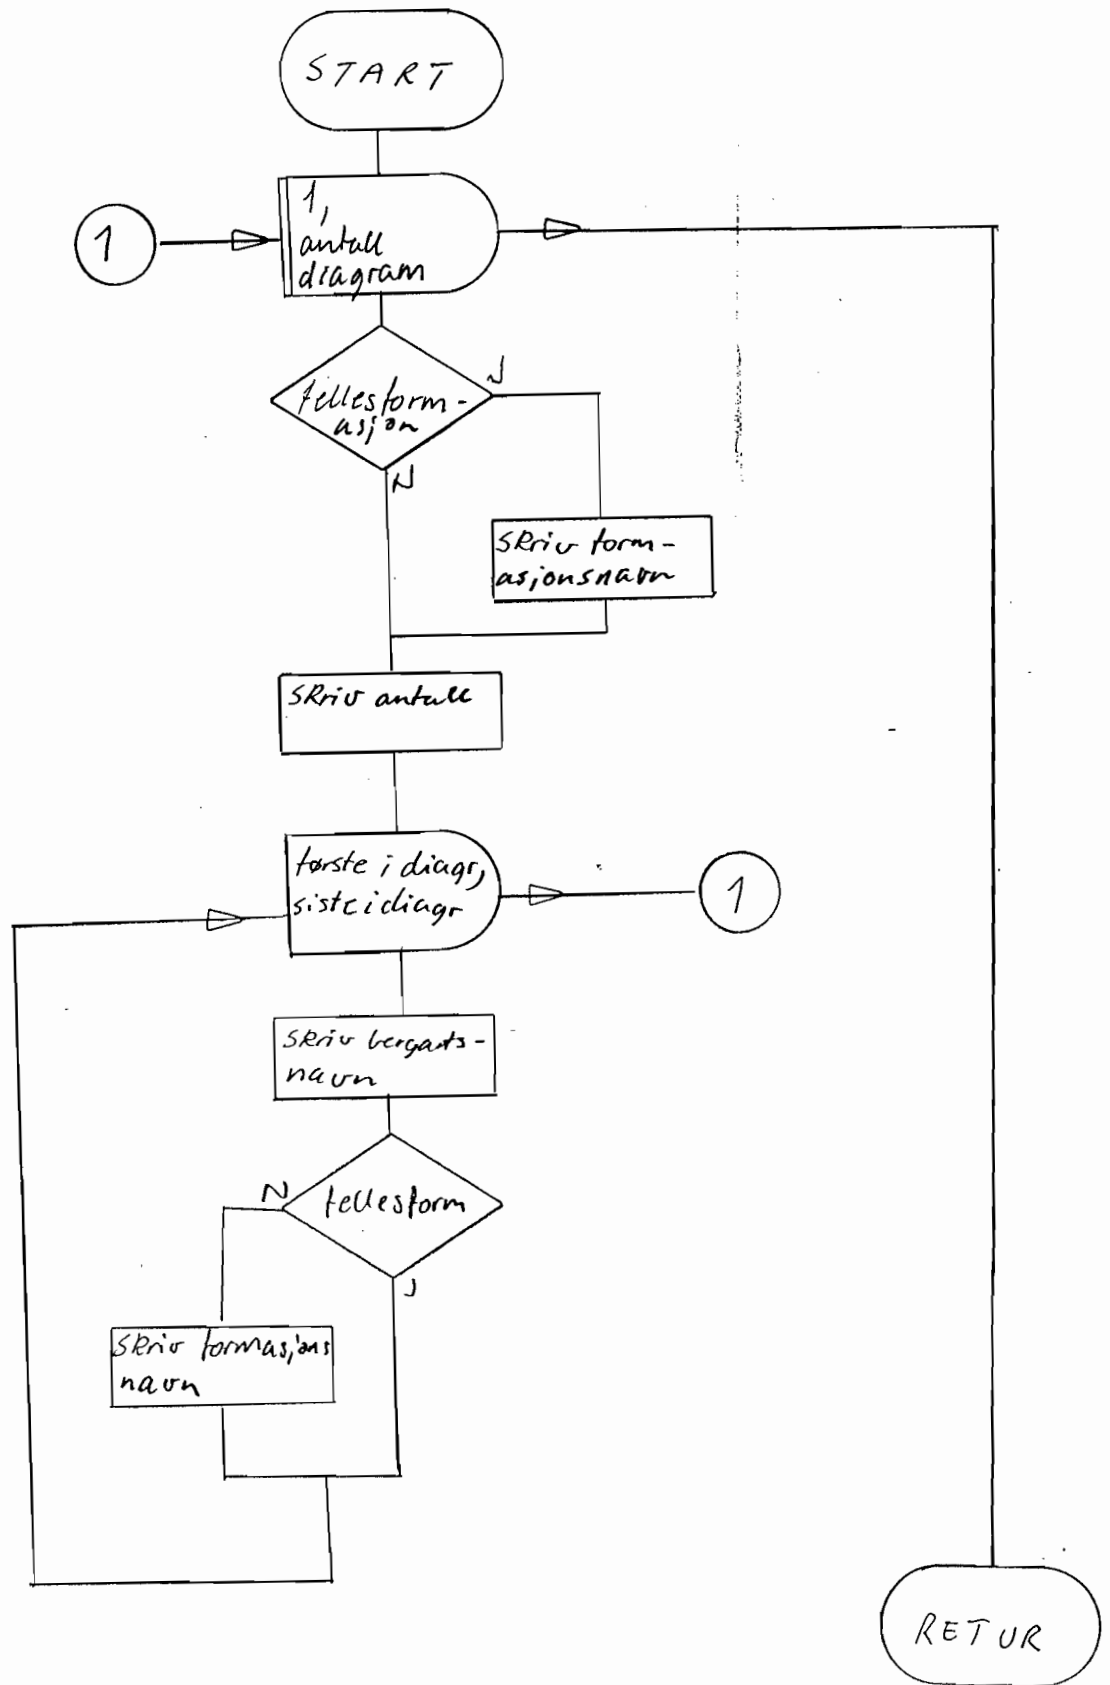 START
1,
antall
diagram
1
fellesform-
asjon
J
N
SKriv form-
asjonsnavn
SKriv antall
første i diagr,
siste i diagr
1
SKriv bergarts-
navn
N
fellesform
J
SKriv formasjons
navn
RETUR